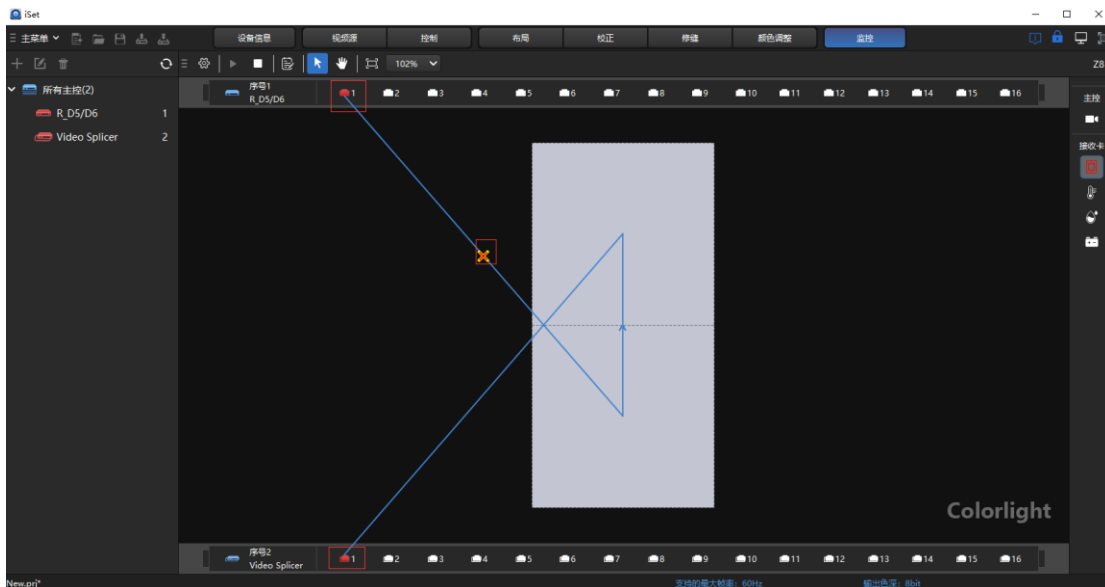 iSet
主菜单
设备信息 视频源 控制 布局 校正 修缝 颜色调整 监控
102%
Z8
所有主控(2)
R_D5/D6 1
Video Splicer 2
序号1
R_D5/D6
1 2 3 4 5 6 7 8 9 10 11 12 13 14 15 16
主控
接收卡
Colorlight
序号2
Video Splicer
1 2 3 4 5 6 7 8 9 10 11 12 13 14 15 16
New.prj*
支持的最大帧率: 60Hz 输出色深: 8bit